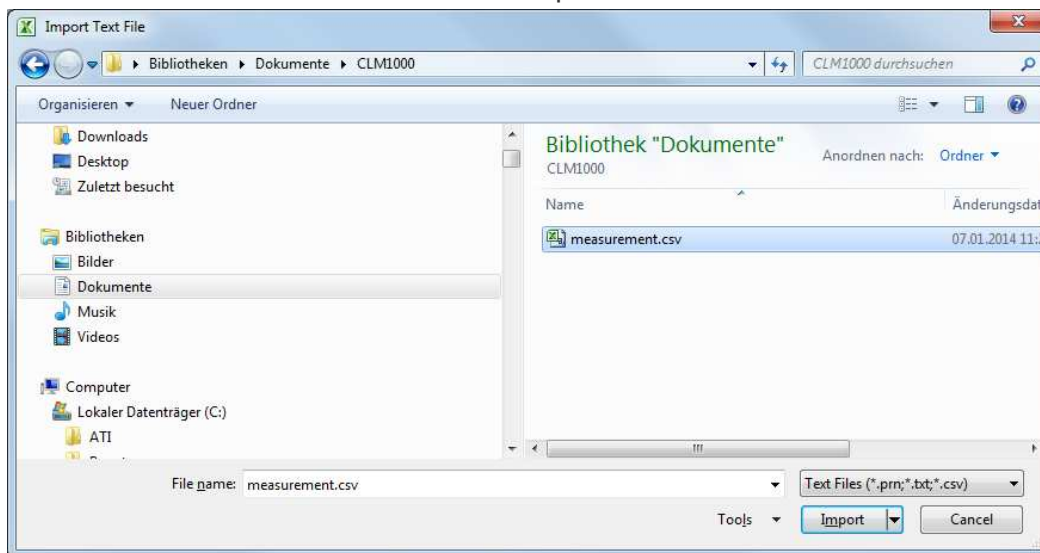 Import Text File
Bibliotheken Dokumente CLM1000 CLM1000 durchsuchen
Organisieren Neuer Ordner
Downloads
Desktop
Zuletzt besucht
Bibliotheken
Bilder
Dokumente
Musik
Videos
Computer
Lokaler Datenträger (C:)
ATI
Bibliothek "Dokumente"
CLM1000
Anordnen nach: Ordner
Name Änderungsdat
measurement.csv 07.01.2014 11:
File name: measurement.csv Text Files (*.prn;*.txt;*.csv)
Tools Import Cancel